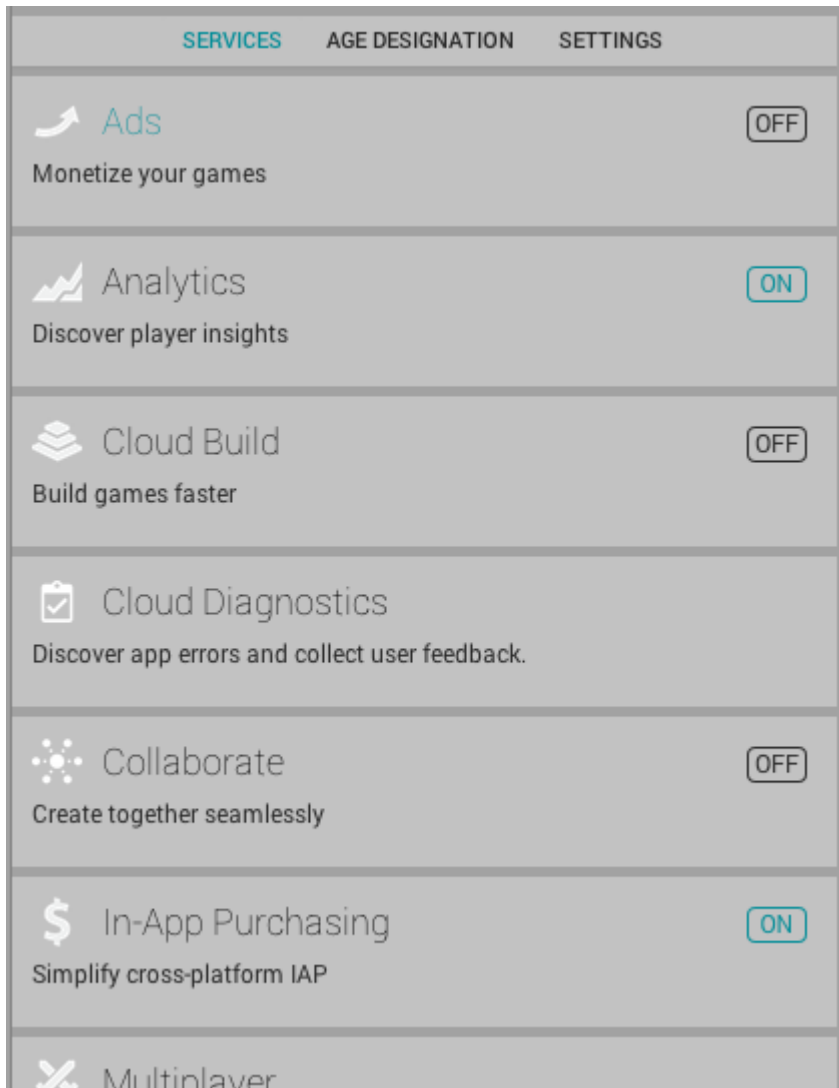 SERVICES AGE DESIGNATION SETTINGS
Ads OFF
Monetize your games
Analytics ON
Discover player insights
Cloud Build OFF
Build games faster
Cloud Diagnostics
Discover app errors and collect user feedback.
Collaborate OFF
Create together seamlessly
In-App Purchasing ON
Simplify cross-platform IAP
Multiplayer